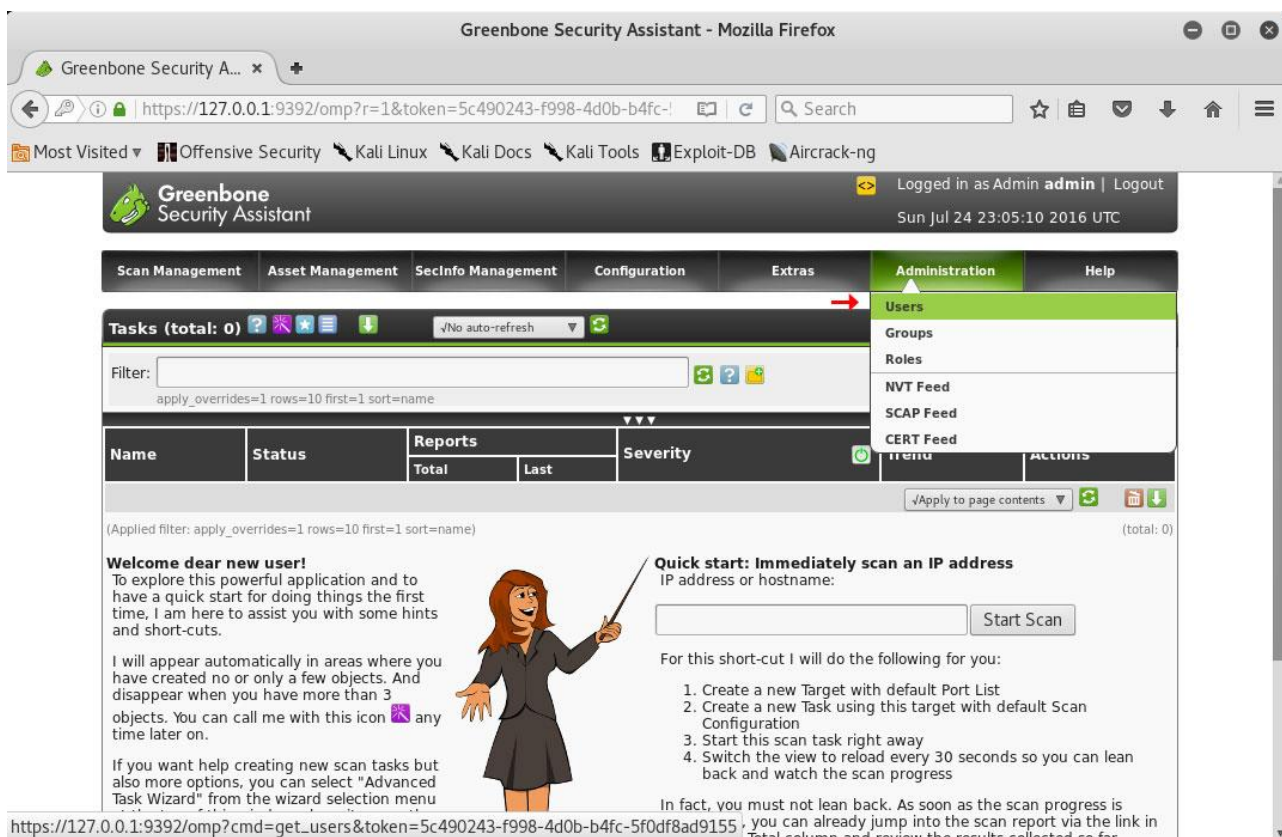 Greenbone Security Assistant - Mozilla Firefox
Greenbone Security A...
https://127.0.0.1:9392/omp?r=1&token=5c490243-f998-4d0b-b4fc-
Search
Most Visited Offensive Security Kali Linux Kali Docs Kali Tools Exploit-DB Aircrack-ng
Greenbone
Security Assistant
Logged in as Admin admin | Logout
Sun Jul 24 23:05:10 2016 UTC
Scan Management Asset Management SecInfo Management Configuration Extras Administration Help
Users
Groups
Roles
NVT Feed
SCAP Feed
CERT Feed
Tasks (total: 0)
√No auto-refresh
Filter:
apply_overrides=1 rows=10 first=1 sort=name
Name Status Reports Severity Trend Actions
Total Last
√Apply to page contents
(Applied filter: apply_overrides=1 rows=10 first=1 sort=name)
(total: 0)
Welcome dear new user!
To explore this powerful application and to
have a quick start for doing things the first
time, I am here to assist you with some hints
and short-cuts.
I will appear automatically in areas where you
have created no or only a few objects. And
disappear when you have more than 3
objects. You can call me with this icon any
time later on.
If you want help creating new scan tasks but
also more options, you can select "Advanced
Task Wizard" from the wizard selection menu
Quick start: Immediately scan an IP address
IP address or hostname:
Start Scan
For this short-cut I will do the following for you:
1. Create a new Target with default Port List
2. Create a new Task using this target with default Scan
Configuration
3. Start this scan task right away
4. Switch the view to reload every 30 seconds so you can lean
back and watch the scan progress
In fact, you must not lean back. As soon as the scan progress is
, you can already jump into the scan report via the link in
https://127.0.0.1:9392/omp?cmd=get_users&token=5c490243-f998-4d0b-b4fc-5f0df8ad9155